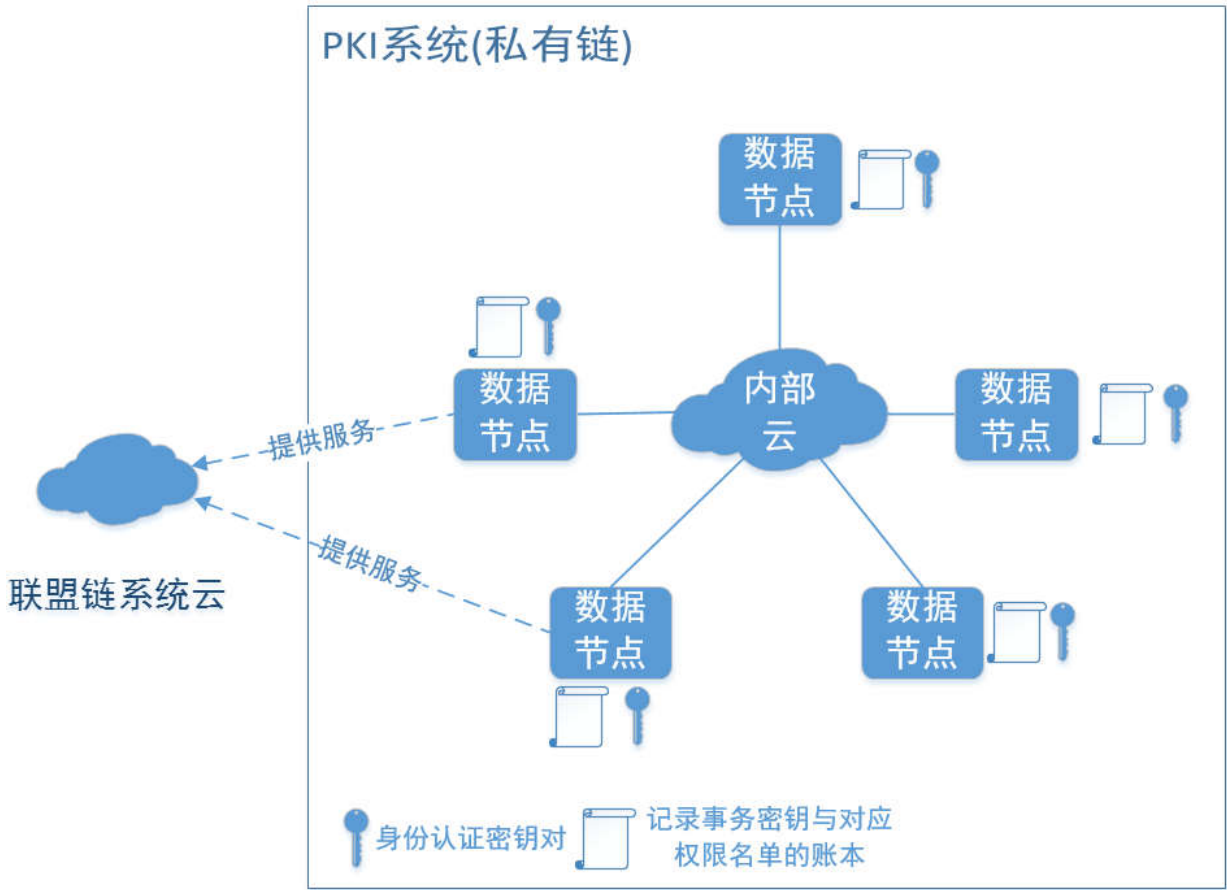 PKI系统(私有链)
数据
节点
数据
节点
内部
云
数据
节点
提供服务
提供服务
联盟链系统云
数据
节点
数据
节点
身份认证密钥对
记录事务密钥与对应
权限名单的账本